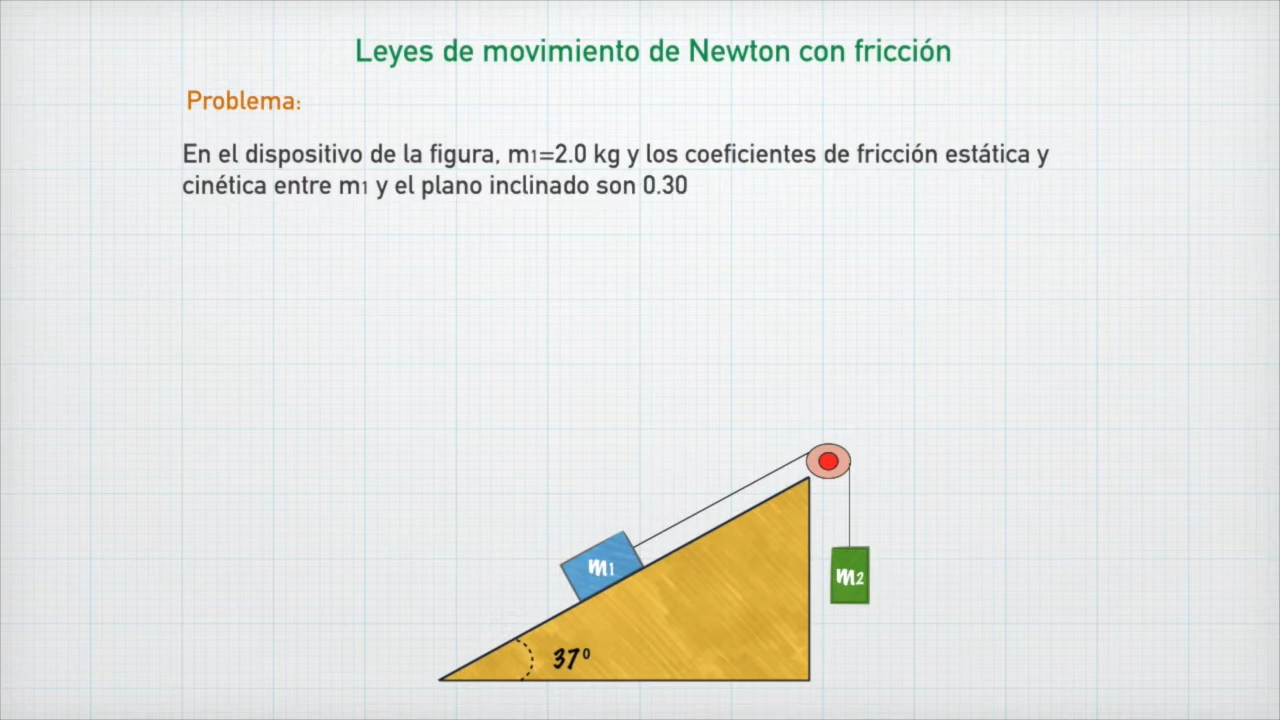 Leyes de movimiento de Newton con fricción
Problema:
En el dispositivo de la figura, m1=2.0 kg y los coeficientes de fricción estática y
cinética entre m1 y el plano inclinado son 0.30
m1
m2
37º